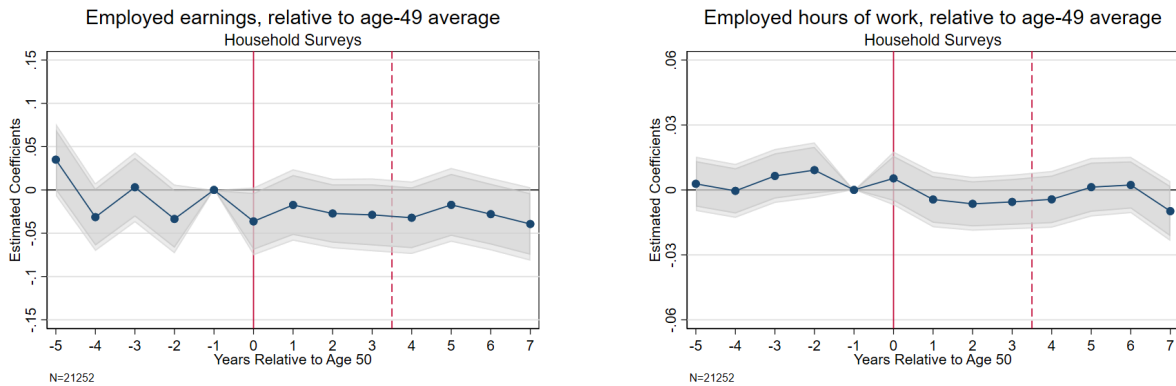 Employed earnings, relative to age-49 average
Household Surveys
Estimated Coefficients
.15
.1
.05
0
-.05
-.1
-.15
-5 -4 -3 -2 -1 0 1 2 3 4 5 6 7
Years Relative to Age 50
N=21252
Employed hours of work, relative to age-49 average
Household Surveys
Estimated Coefficients
.06
.03
0
-.03
-.06
-5 -4 -3 -2 -1 0 1 2 3 4 5 6 7
Years Relative to Age 50
N=21252